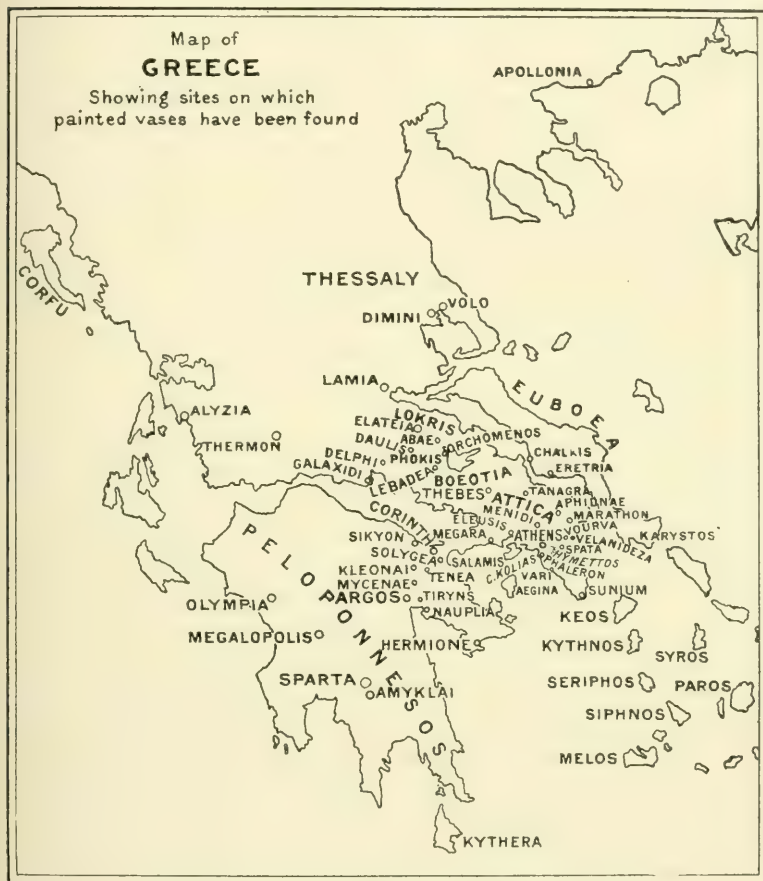 Map of
GREECE
Showing sites on which
painted vases have been found
APOLLONIA
CORFU
THESSALY
VOLO
DIMINI
LAMIA
EUBOEA
ALYZIA
THERMON
LOKRIS
ELATEIA
ABAE
ORCHOMENOS
DAULIS
PHOKIS
DELPHI
GALAXIDI
LEBADEA
CHALKIS
ERETRIA
BOEOTIA
THEBES
TANAGRA
ATTICA
APHIDNAE
MENIDI
MARATHON
ELEUSIS
ATHENS
VOURVA
VELANIDEZA
KARYSTOS
CORINTH
SIKYON
MEGARA
SPATA
HYMETTOS
PHALERON
SOLYGEA
SALAMIS
C.KOLIAS
KLEONAI
TENEA
VARI
MYCENAE
AEGINA
SUNIUM
ARGOS
TIRYNS
NAUPLIA
KEOS
PELOPONNESOS
OLYMPIA
MEGALOPOLIS
HERMIONE
KYTHNOS
SYROS
SPARTA
AMYKLAI
SERIPHOS
PAROS
SIPHNOS
MELOS
KYTHERA